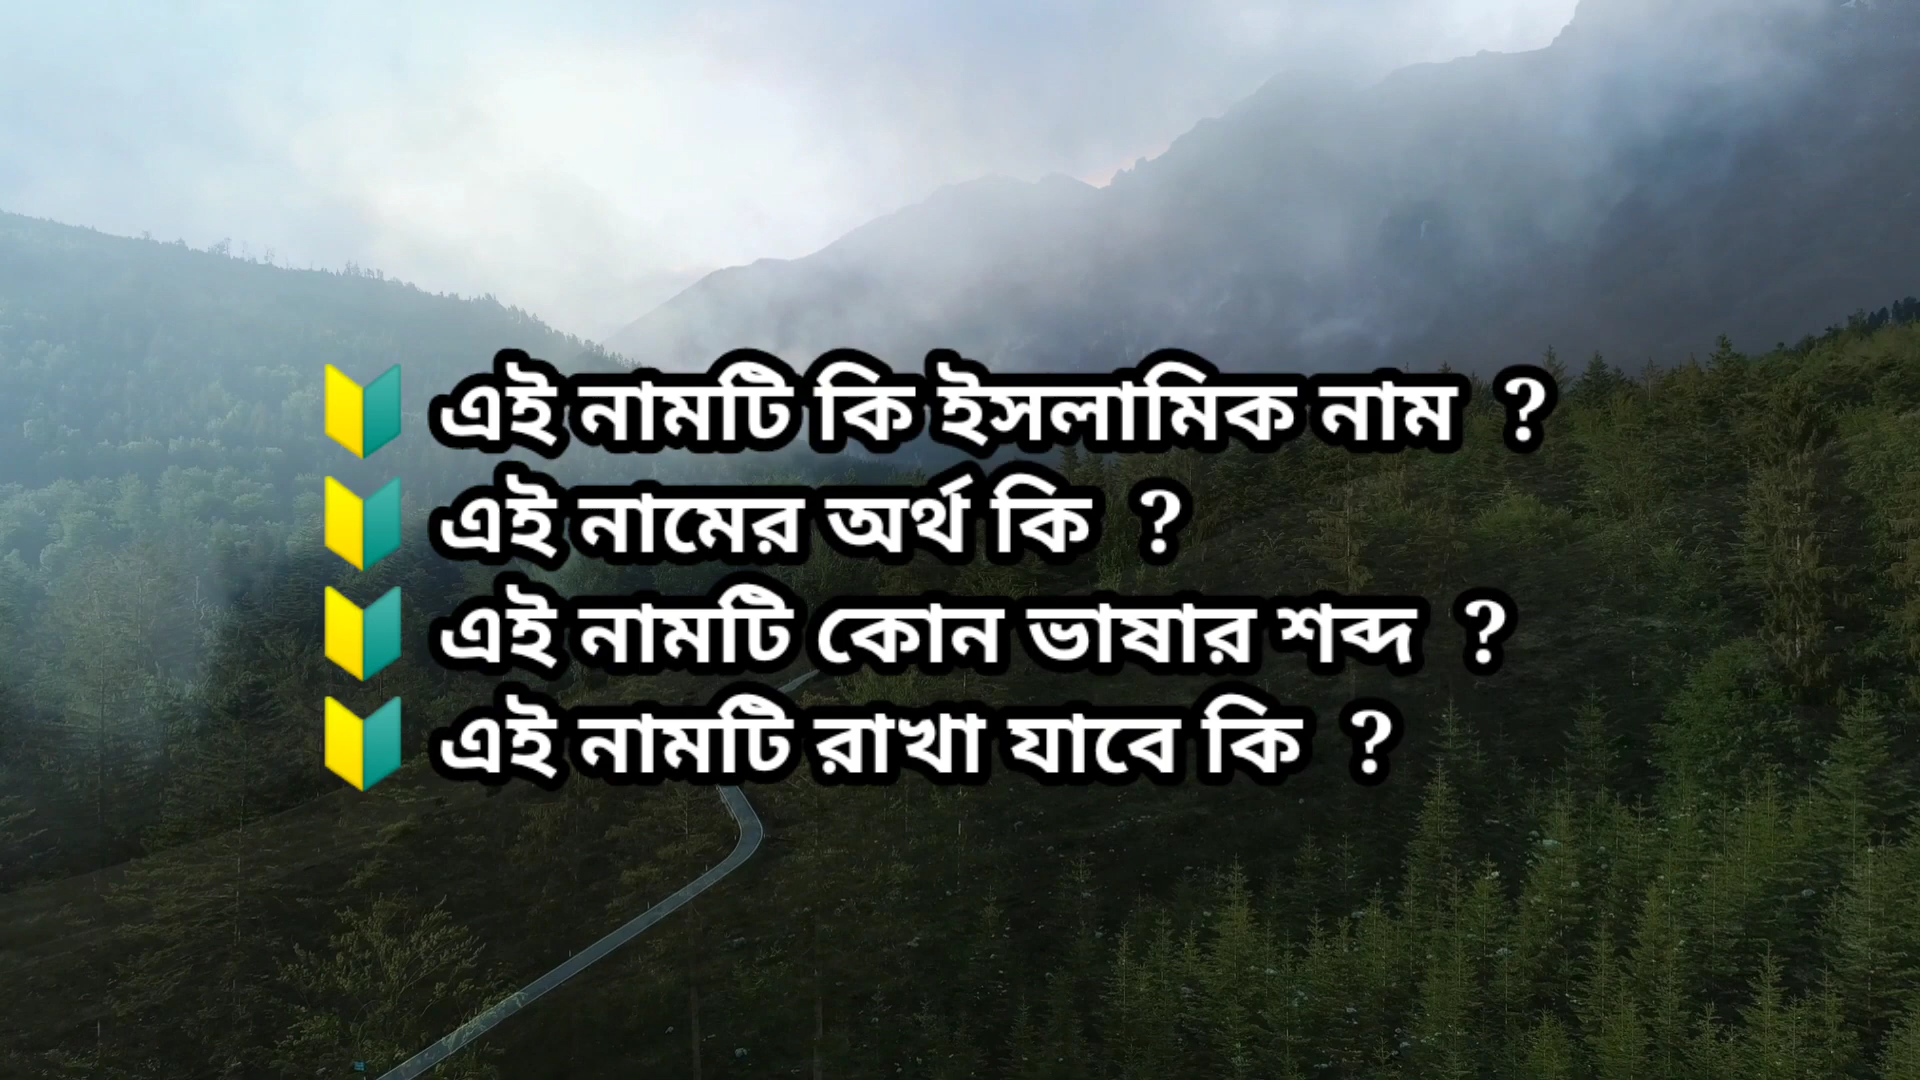 🔰 এই নামটি কি ইসলামিক নাম ?
🔰 এই নামের অর্থ কি ?
🔰 এই নামটি কোন ভাষার শব্দ ?
🔰 এই নামটি রাখা যাবে কি ?